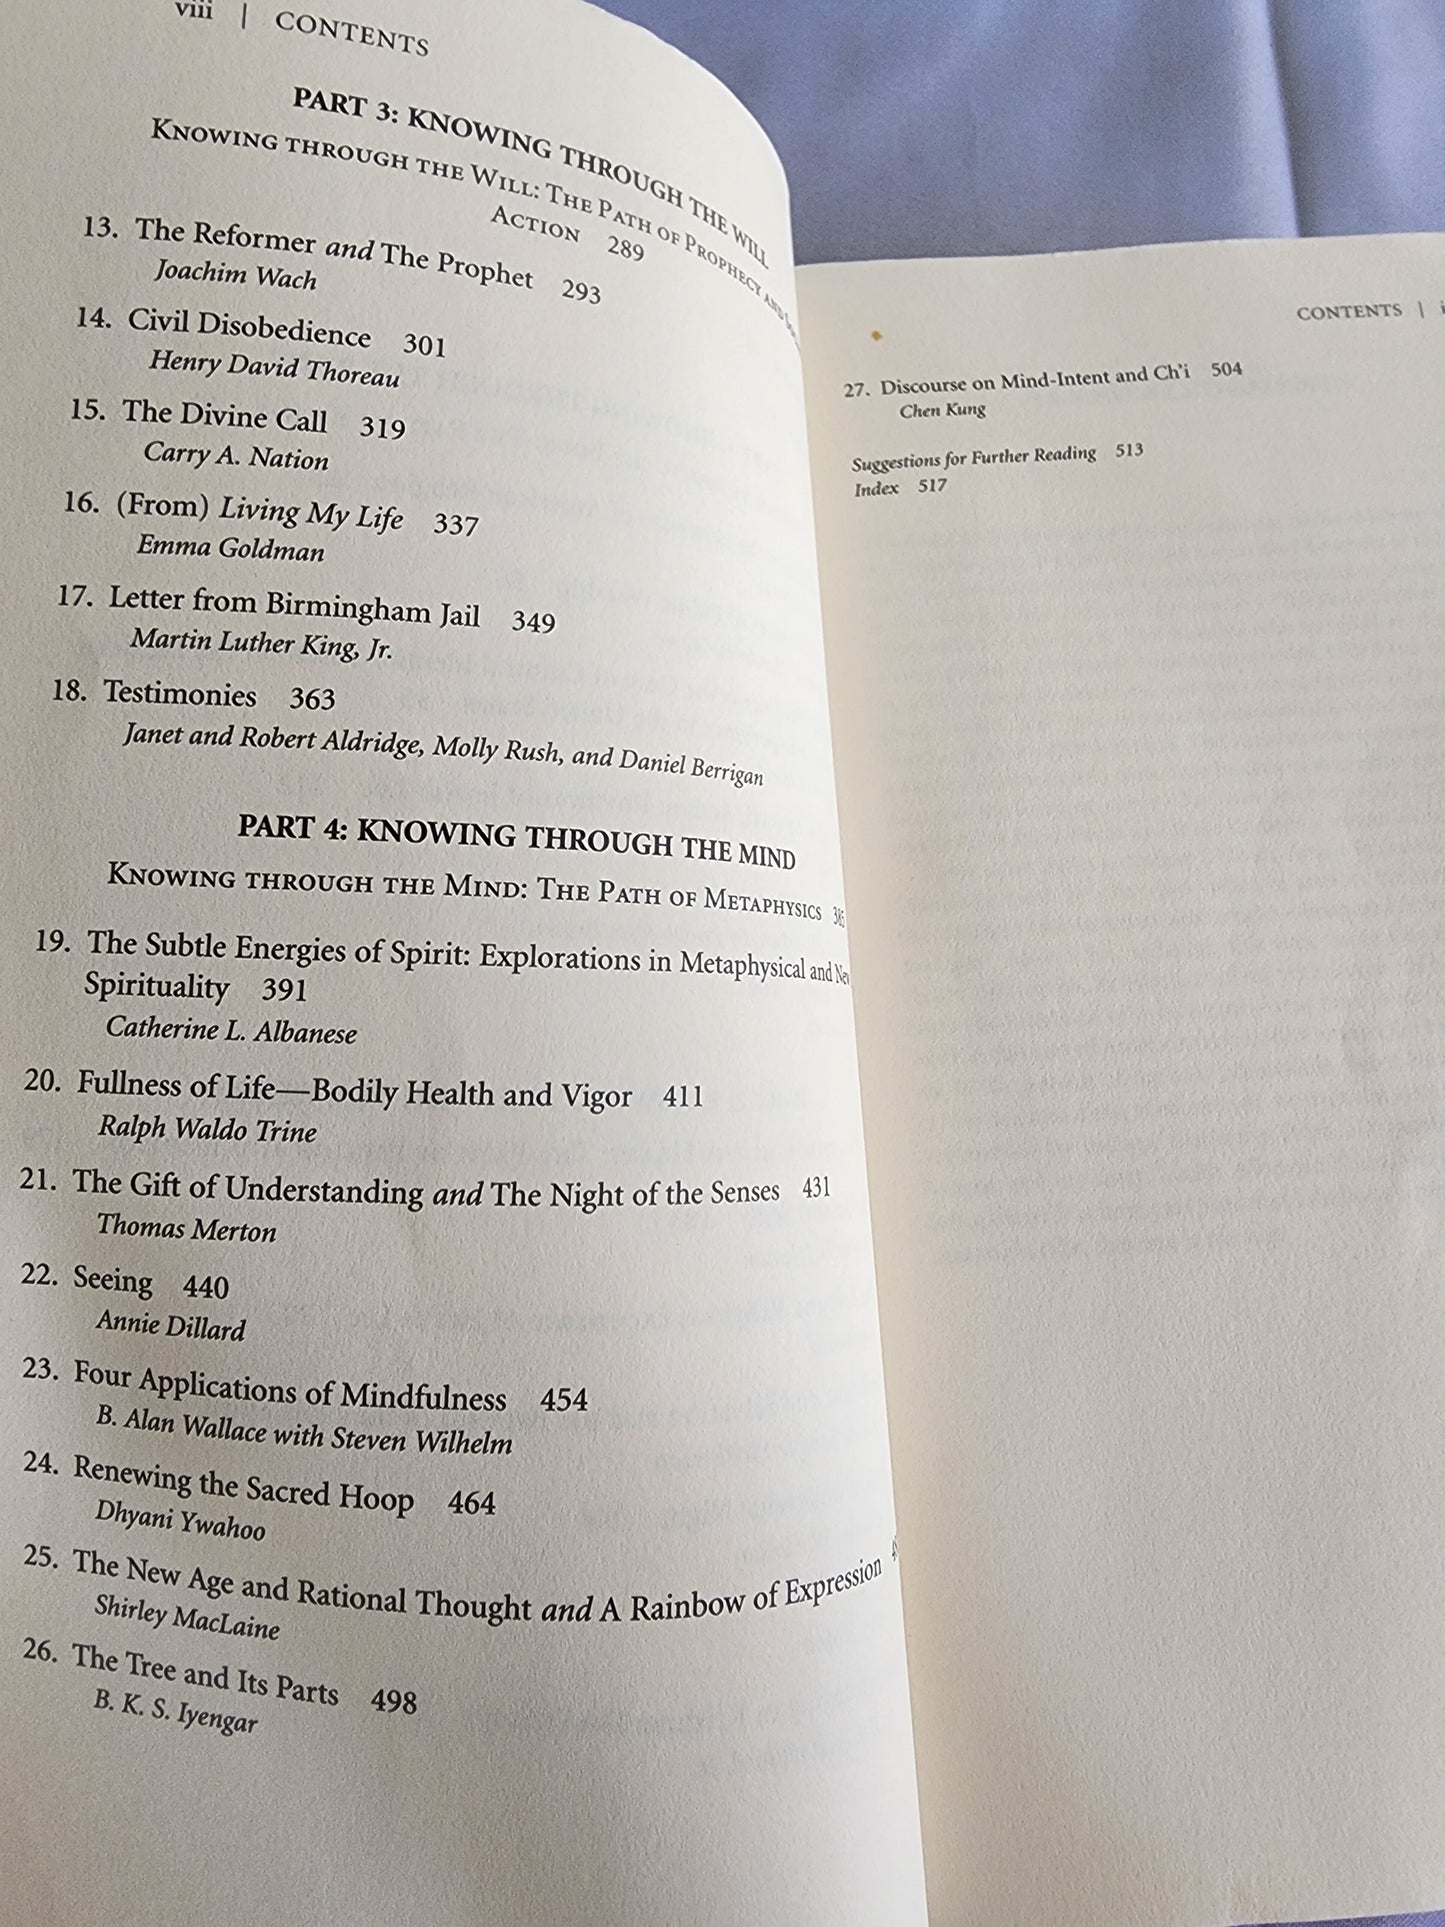 viii | CONTENTS
PART 3: KNOWING THROUGH THE WILL
KNOWING THROUGH THE WILL: THE PATH OF PROPHECY AND
ACTION 289
13. The Reformer and The Prophet 293
Joachim Wach
14. Civil Disobedience 301
Henry David Thoreau
15. The Divine Call 319
Carry A. Nation
16. (From) Living My Life 337
Emma Goldman
17. Letter from Birmingham Jail 349
Martin Luther King, Jr.
18. Testimonies 363
Janet and Robert Aldridge, Molly Rush, and Daniel Berrigan
PART 4: KNOWING THROUGH THE MIND
KNOWING THROUGH THE MIND: THE PATH OF METAPHYSICS 385
19. The Subtle Energies of Spirit: Explorations in Metaphysical and
Spirituality 391
Catherine L. Albanese
20. Fullness of Life—Bodily Health and Vigor 411
Ralph Waldo Trine
21. The Gift of Understanding and The Night of the Senses 431
Thomas Merton
22. Seeing 440
Annie Dillard
23. Four Applications of Mindfulness 454
B. Alan Wallace with Steven Wilhelm
24. Renewing the Sacred Hoop 464
Dhyani Ywahoo
25. The New Age and Rational Thought and A Rainbow of Expression
Shirley MacLaine
26. The Tree and Its Parts 498
B. K. S. Iyengar
CONTENTS |
27. Discourse on Mind-Intent and Ch'i 504
Chen Kung
Suggestions for Further Reading 513
Index 517